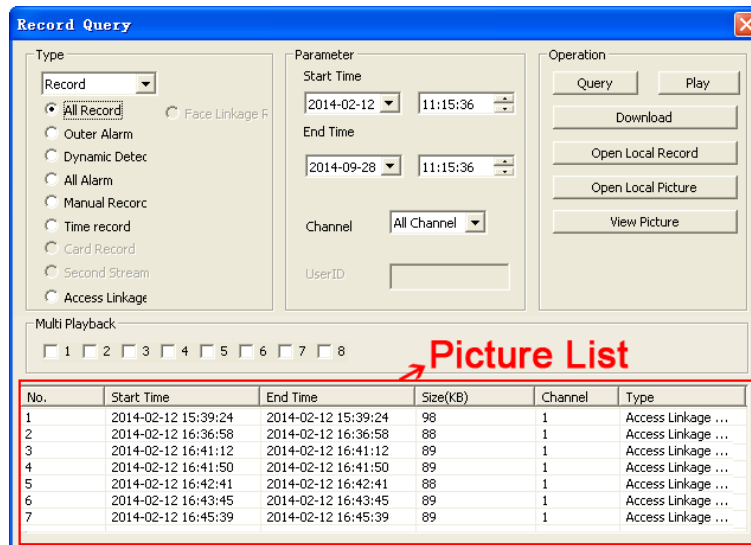 Record Query
Type
Record
All Record
Face Linkage R
Outer Alarm
Dynamic Detec
All Alarm
Manual Recorc
Time record
Card Record
Second Stream
Access Linkage
Parameter
Start Time
2014-02-12 11:15:36
End Time
2014-09-28 11:15:36
Channel All Channel
UserID
Operation
Query Play
Download
Open Local Record
Open Local Picture
View Picture
Multi Playback
1 2 3 4 5 6 7 8
Picture List
No. Start Time End Time Size(KB) Channel Type
1 2014-02-12 15:39:24 2014-02-12 15:39:24 98 1 Access Linkage ...
2 2014-02-12 16:36:58 2014-02-12 16:36:58 88 1 Access Linkage ...
3 2014-02-12 16:41:12 2014-02-12 16:41:12 89 1 Access Linkage ...
4 2014-02-12 16:41:50 2014-02-12 16:41:50 89 1 Access Linkage ...
5 2014-02-12 16:42:41 2014-02-12 16:42:41 88 1 Access Linkage ...
6 2014-02-12 16:43:45 2014-02-12 16:43:45 89 1 Access Linkage ...
7 2014-02-12 16:45:39 2014-02-12 16:45:39 89 1 Access Linkage ...